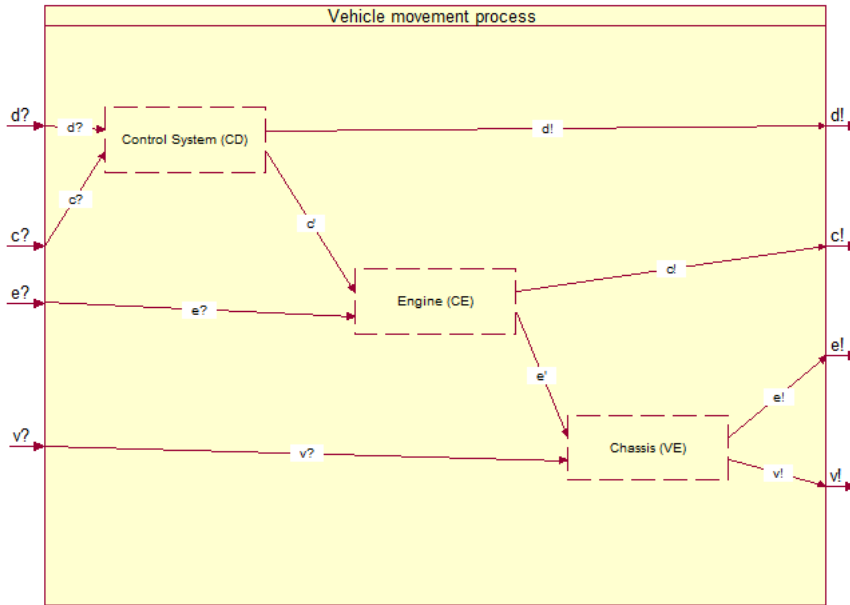 Vehicle movement process
d?
d?
Control System (CD)
d!
d!
c?
c?
c'
c!
c!
Engine (CE)
e?
e?
e'
e!
e!
v?
v?
Chassis (VE)
v!
v!